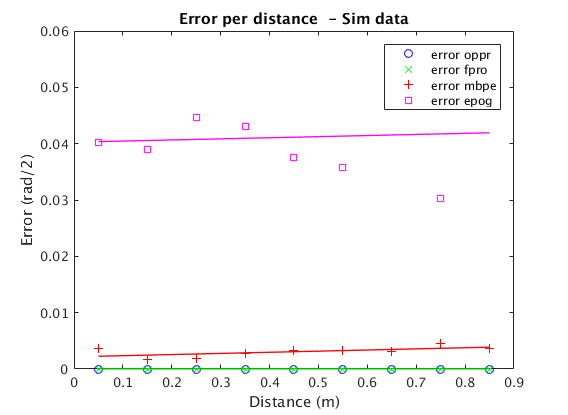 Error per distance - Sim data
0.06
0.05
0.04
0.03
0.02
0.01
0
Error (rad/2)
error oppr
error fpro
error mbpe
error epog
0 0.1 0.2 0.3 0.4 0.5 0.6 0.7 0.8 0.9
Distance (m)